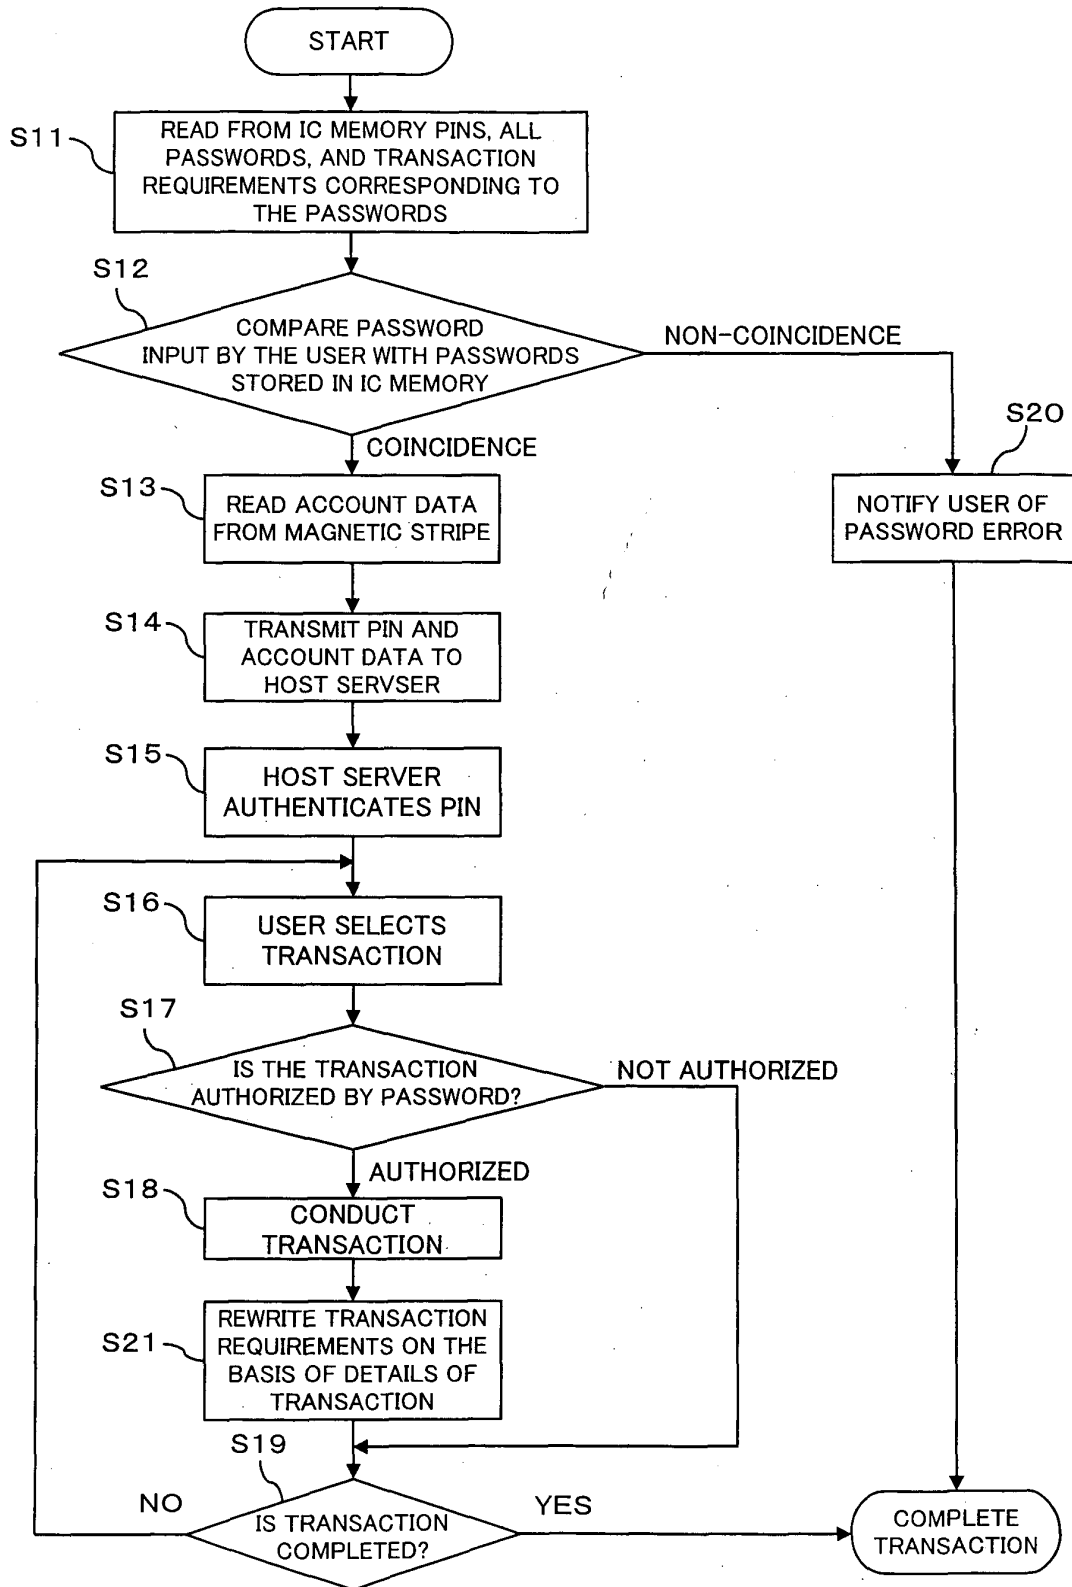 START
S11
READ FROM IC MEMORY PINS, ALL
PASSWORDS, AND TRANSACTION
REQUIREMENTS CORRESPONDING TO
THE PASSWORDS
S12
COMPARE PASSWORD
INPUT BY THE USER WITH PASSWORDS
STORED IN IC MEMORY
NON-COINCIDENCE
COINCIDENCE
S20
NOTIFY USER OF
PASSWORD ERROR
S13
READ ACCOUNT DATA
FROM MAGNETIC STRIPE
S14
TRANSMIT PIN AND
ACCOUNT DATA TO
HOST SERVSER
S15
HOST SERVER
AUTHENTICATES PIN
S16
USER SELECTS
TRANSACTION
S17
IS THE TRANSACTION
AUTHORIZED BY PASSWORD?
NOT AUTHORIZED
AUTHORIZED
S18
CONDUCT
TRANSACTION
S21
REWRITE TRANSACTION
REQUIREMENTS ON THE
BASIS OF DETAILS OF
TRANSACTION
S19
NO
IS TRANSACTION
COMPLETED?
YES
COMPLETE
TRANSACTION